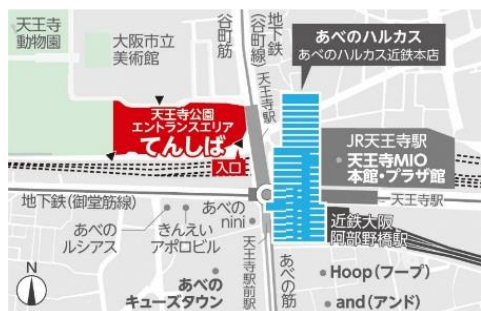 天王寺
動物園
大阪市立
美術館
谷町筋
地下鉄
(谷町線)
天王寺駅
あべのハルカス
あべのハルカス近鉄本店
天王寺公園
エントランスエリア
てんしば
入口
JR天王寺駅
天王寺MIO
本館・プラザ館
天王寺駅
地下鉄(御堂筋線)
あべの
ルシアス
きんえい
アポロビル
あべの
nini
天王寺駅前駅
近鉄大阪
阿部野橋駅
あべの筋
あべの
キューズタウン
Hoop(フープ)
and(アンド)
N